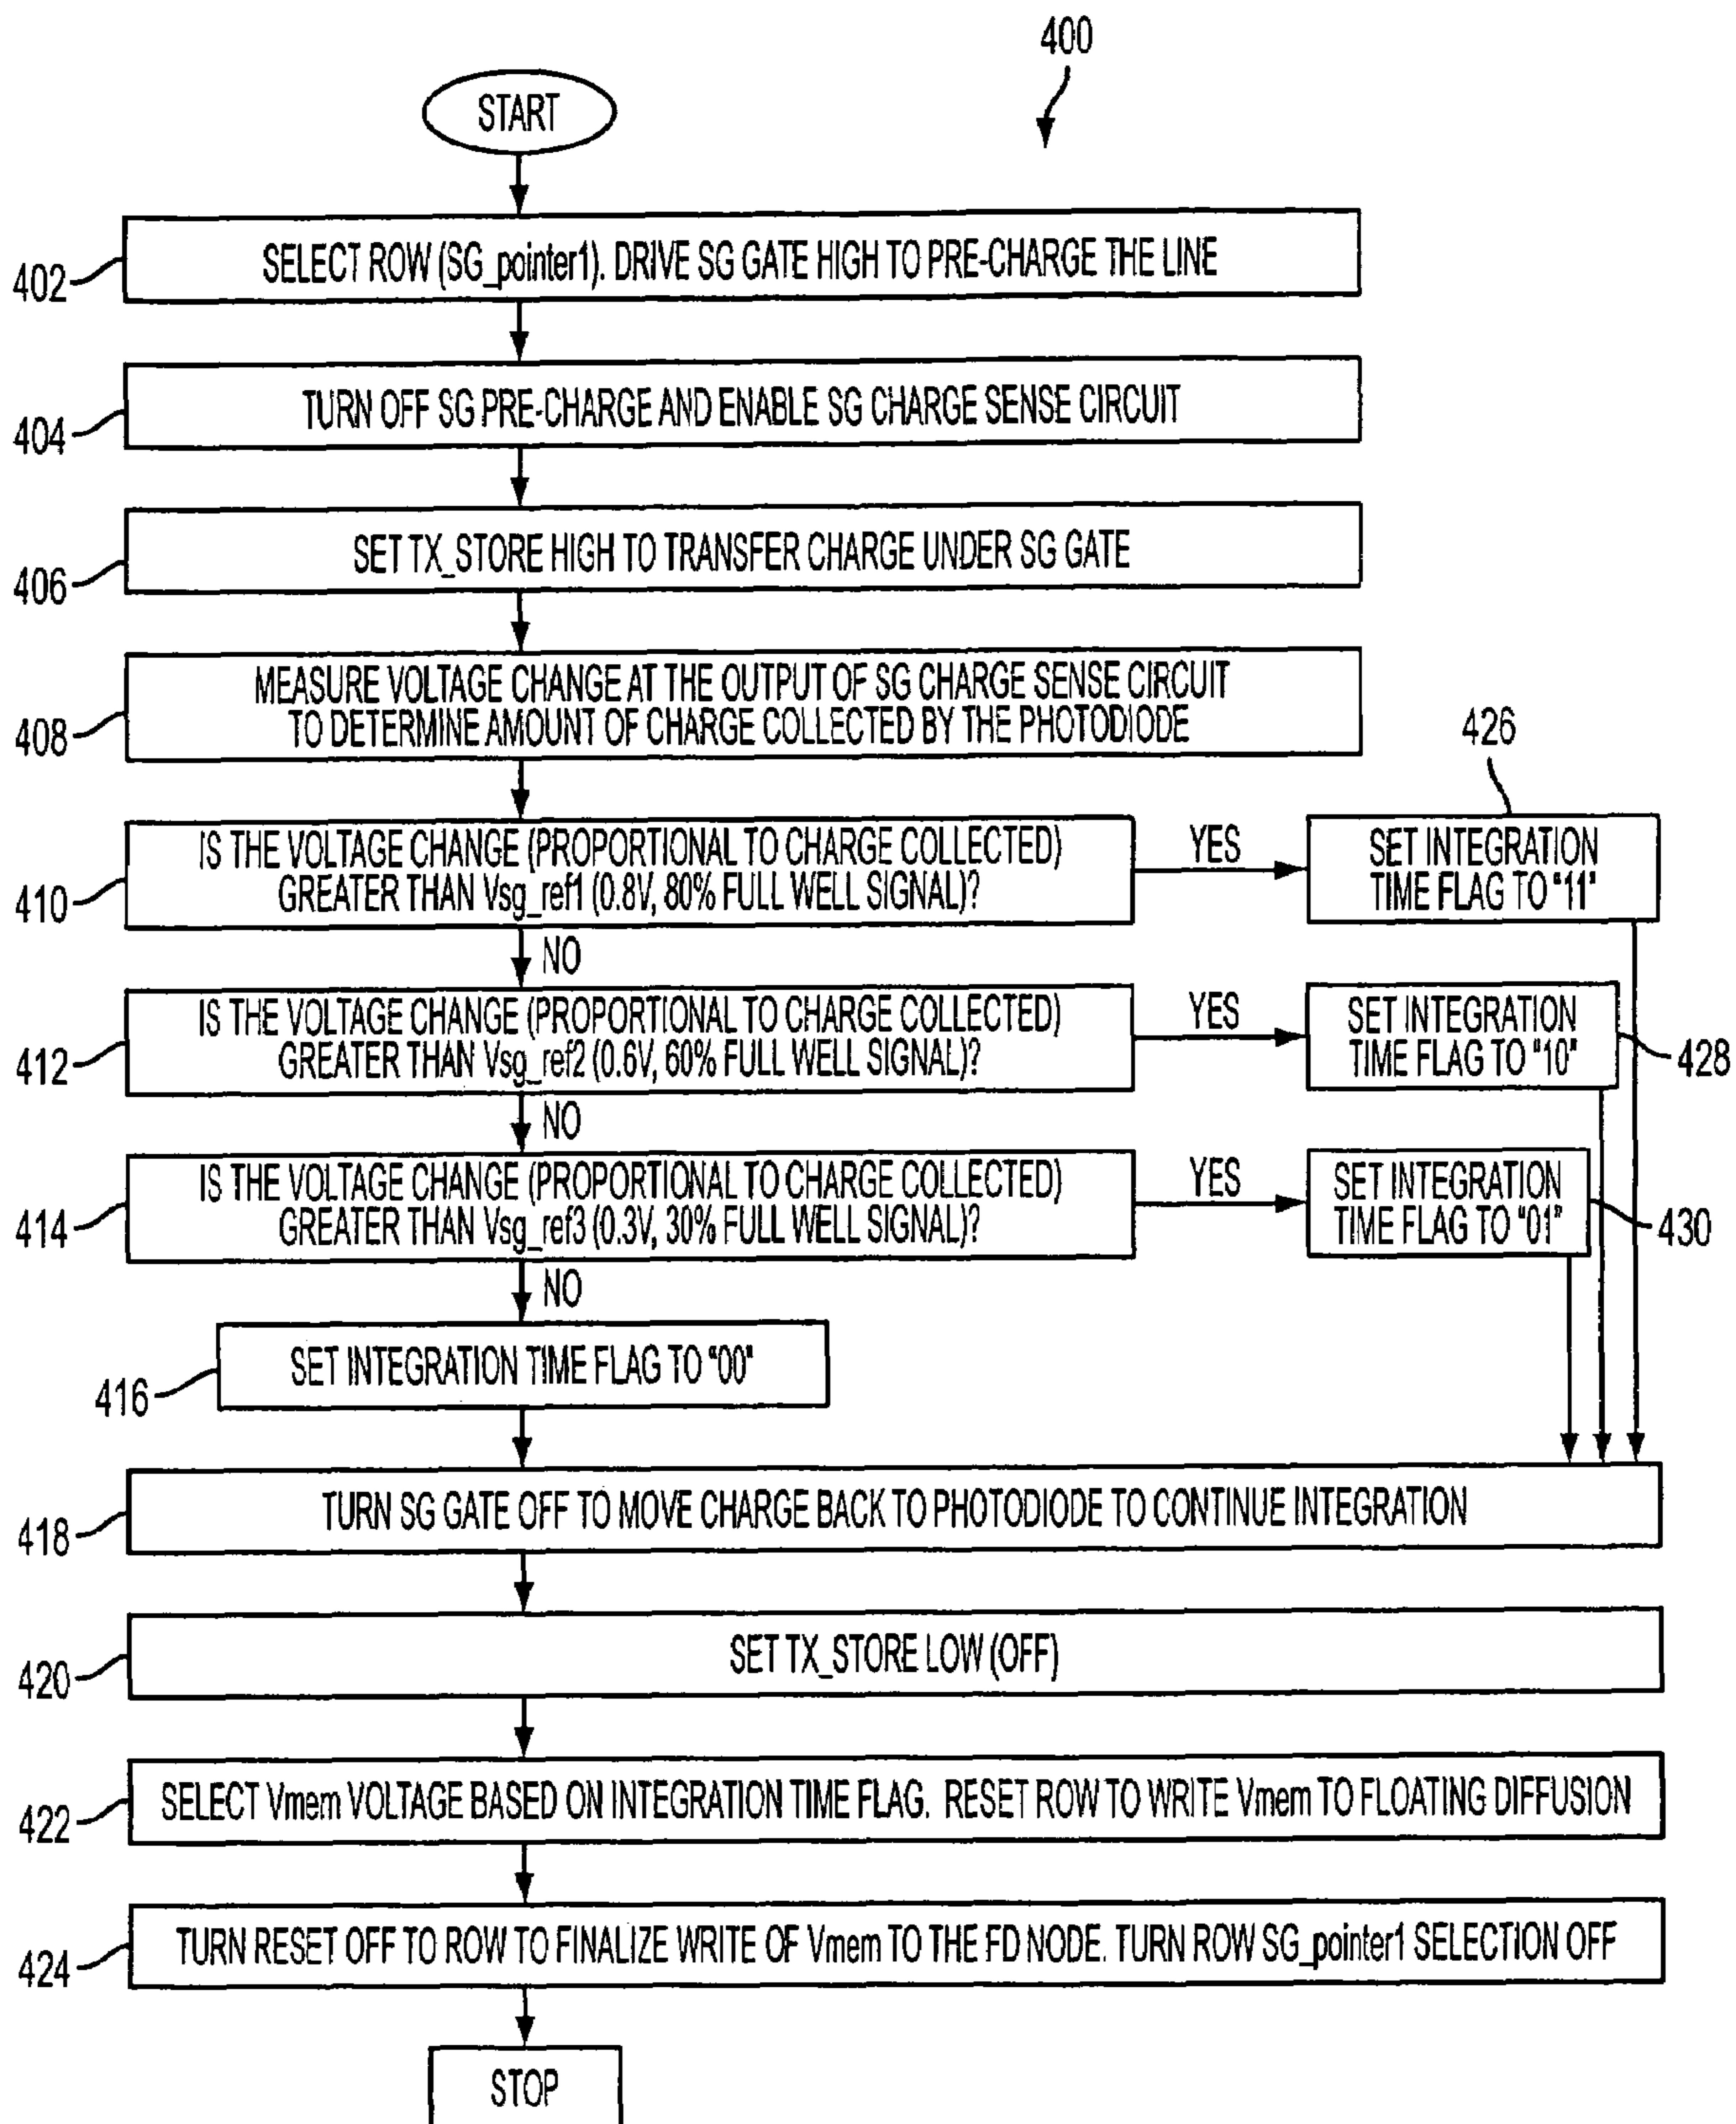 400
START
402
SELECT ROW (SG_pointer1). DRIVE SG GATE HIGH TO PRE-CHARGE THE LINE
404
TURN OFF SG PRE-CHARGE AND ENABLE SG CHARGE SENSE CIRCUIT
406
SET TX_STORE HIGH TO TRANSFER CHARGE UNDER SG GATE
408
MEASURE VOLTAGE CHANGE AT THE OUTPUT OF SG CHARGE SENSE CIRCUIT
TO DETERMINE AMOUNT OF CHARGE COLLECTED BY THE PHOTODIODE
410
IS THE VOLTAGE CHANGE (PROPORTIONAL TO CHARGE COLLECTED)
GREATER THAN Vsg_ref1 (0.8V, 80% FULL WELL SIGNAL)?
YES
426
SET INTEGRATION
TIME FLAG TO "11"
NO
412
IS THE VOLTAGE CHANGE (PROPORTIONAL TO CHARGE COLLECTED)
GREATER THAN Vsg_ref2 (0.6V, 60% FULL WELL SIGNAL)?
YES
SET INTEGRATION
TIME FLAG TO "10"
428
NO
414
IS THE VOLTAGE CHANGE (PROPORTIONAL TO CHARGE COLLECTED)
GREATER THAN Vsg_ref3 (0.3V, 30% FULL WELL SIGNAL)?
YES
SET INTEGRATION
TIME FLAG TO "01"
430
NO
416
SET INTEGRATION TIME FLAG TO "00"
418
TURN SG GATE OFF TO MOVE CHARGE BACK TO PHOTODIODE TO CONTINUE INTEGRATION
420
SET TX_STORE LOW (OFF)
422
SELECT Vmem VOLTAGE BASED ON INTEGRATION TIME FLAG. RESET ROW TO WRITE Vmem TO FLOATING DIFFUSION
424
TURN RESET OFF TO ROW TO FINALIZE WRITE OF Vmem TO THE FD NODE. TURN ROW SG_pointer1 SELECTION OFF
STOP